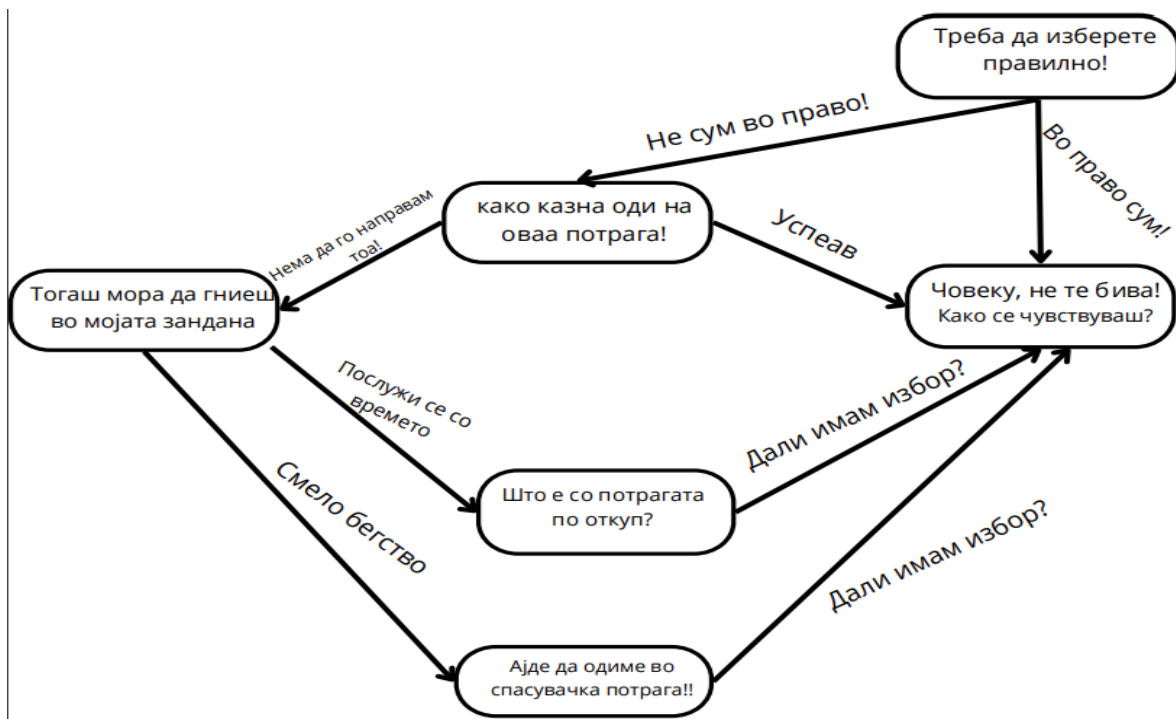 Треба да изберете
правилно!
Не сум во право!
Во право сум!
како казна оди на
оваа потрага!
Нема да го направам
тоа!
Успеав
Тогаш мора да гниеш
во мојата зандана
Човеку, не те бива!
Како се чувствуваш?
Послужи се со
времето
Дали имам избор?
Смело бегство
Што е со потрагата
по откуп?
Дали имам избор?
Ајде да одиме во
спасувачка потрага!!